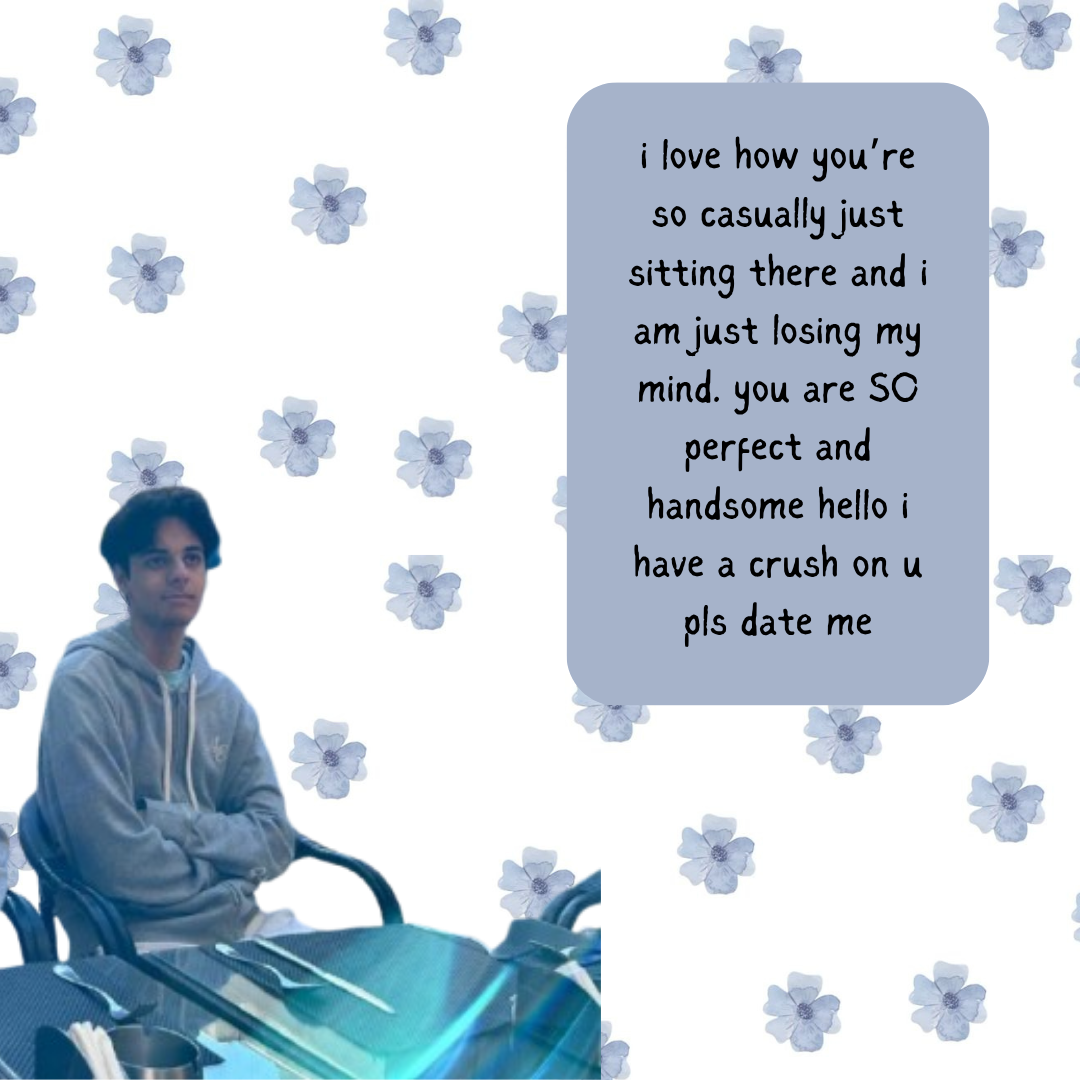 i love how you're
so casually just
sitting there and i
am just losing my
mind. you are SO
perfect and
handsome hello i
have a crush on u
pls date me